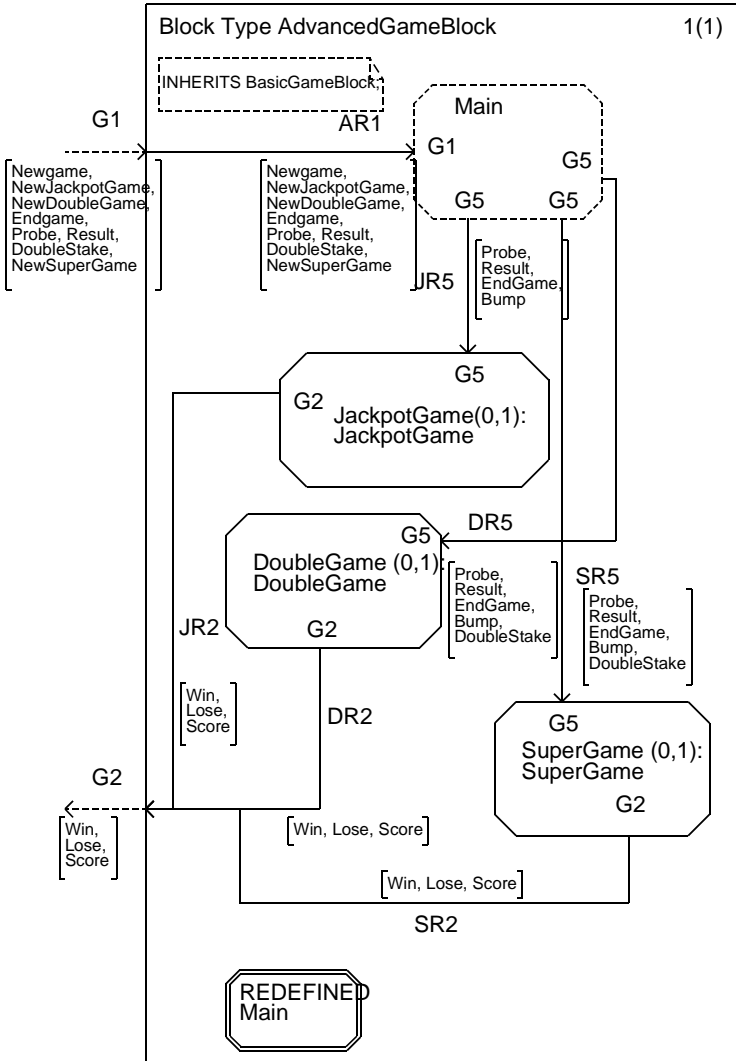 Block Type AdvancedGameBlock 1(1)
INHERITS BasicGameBlock;
G1
AR1
Main
G1
G5
G5
G5
Newgame,
NewJackpotGame,
NewDoubleGame,
Endgame,
Probe, Result,
DoubleStake,
NewSuperGame
Newgame,
NewJackpotGame,
NewDoubleGame,
Endgame,
Probe, Result,
DoubleStake,
NewSuperGame
JR5
Probe,
Result,
EndGame,
Bump
G5
G2
JackpotGame(0,1):
JackpotGame
DR5
G5
DoubleGame (0,1):
DoubleGame
G2
Probe,
Result,
EndGame,
Bump,
DoubleStake
SR5
Probe,
Result,
EndGame,
Bump,
DoubleStake
JR2
Win,
Lose,
Score
DR2
G5
SuperGame (0,1):
SuperGame
G2
G2
Win,
Lose,
Score
Win, Lose, Score
Win, Lose, Score
SR2
REDEFINED
Main